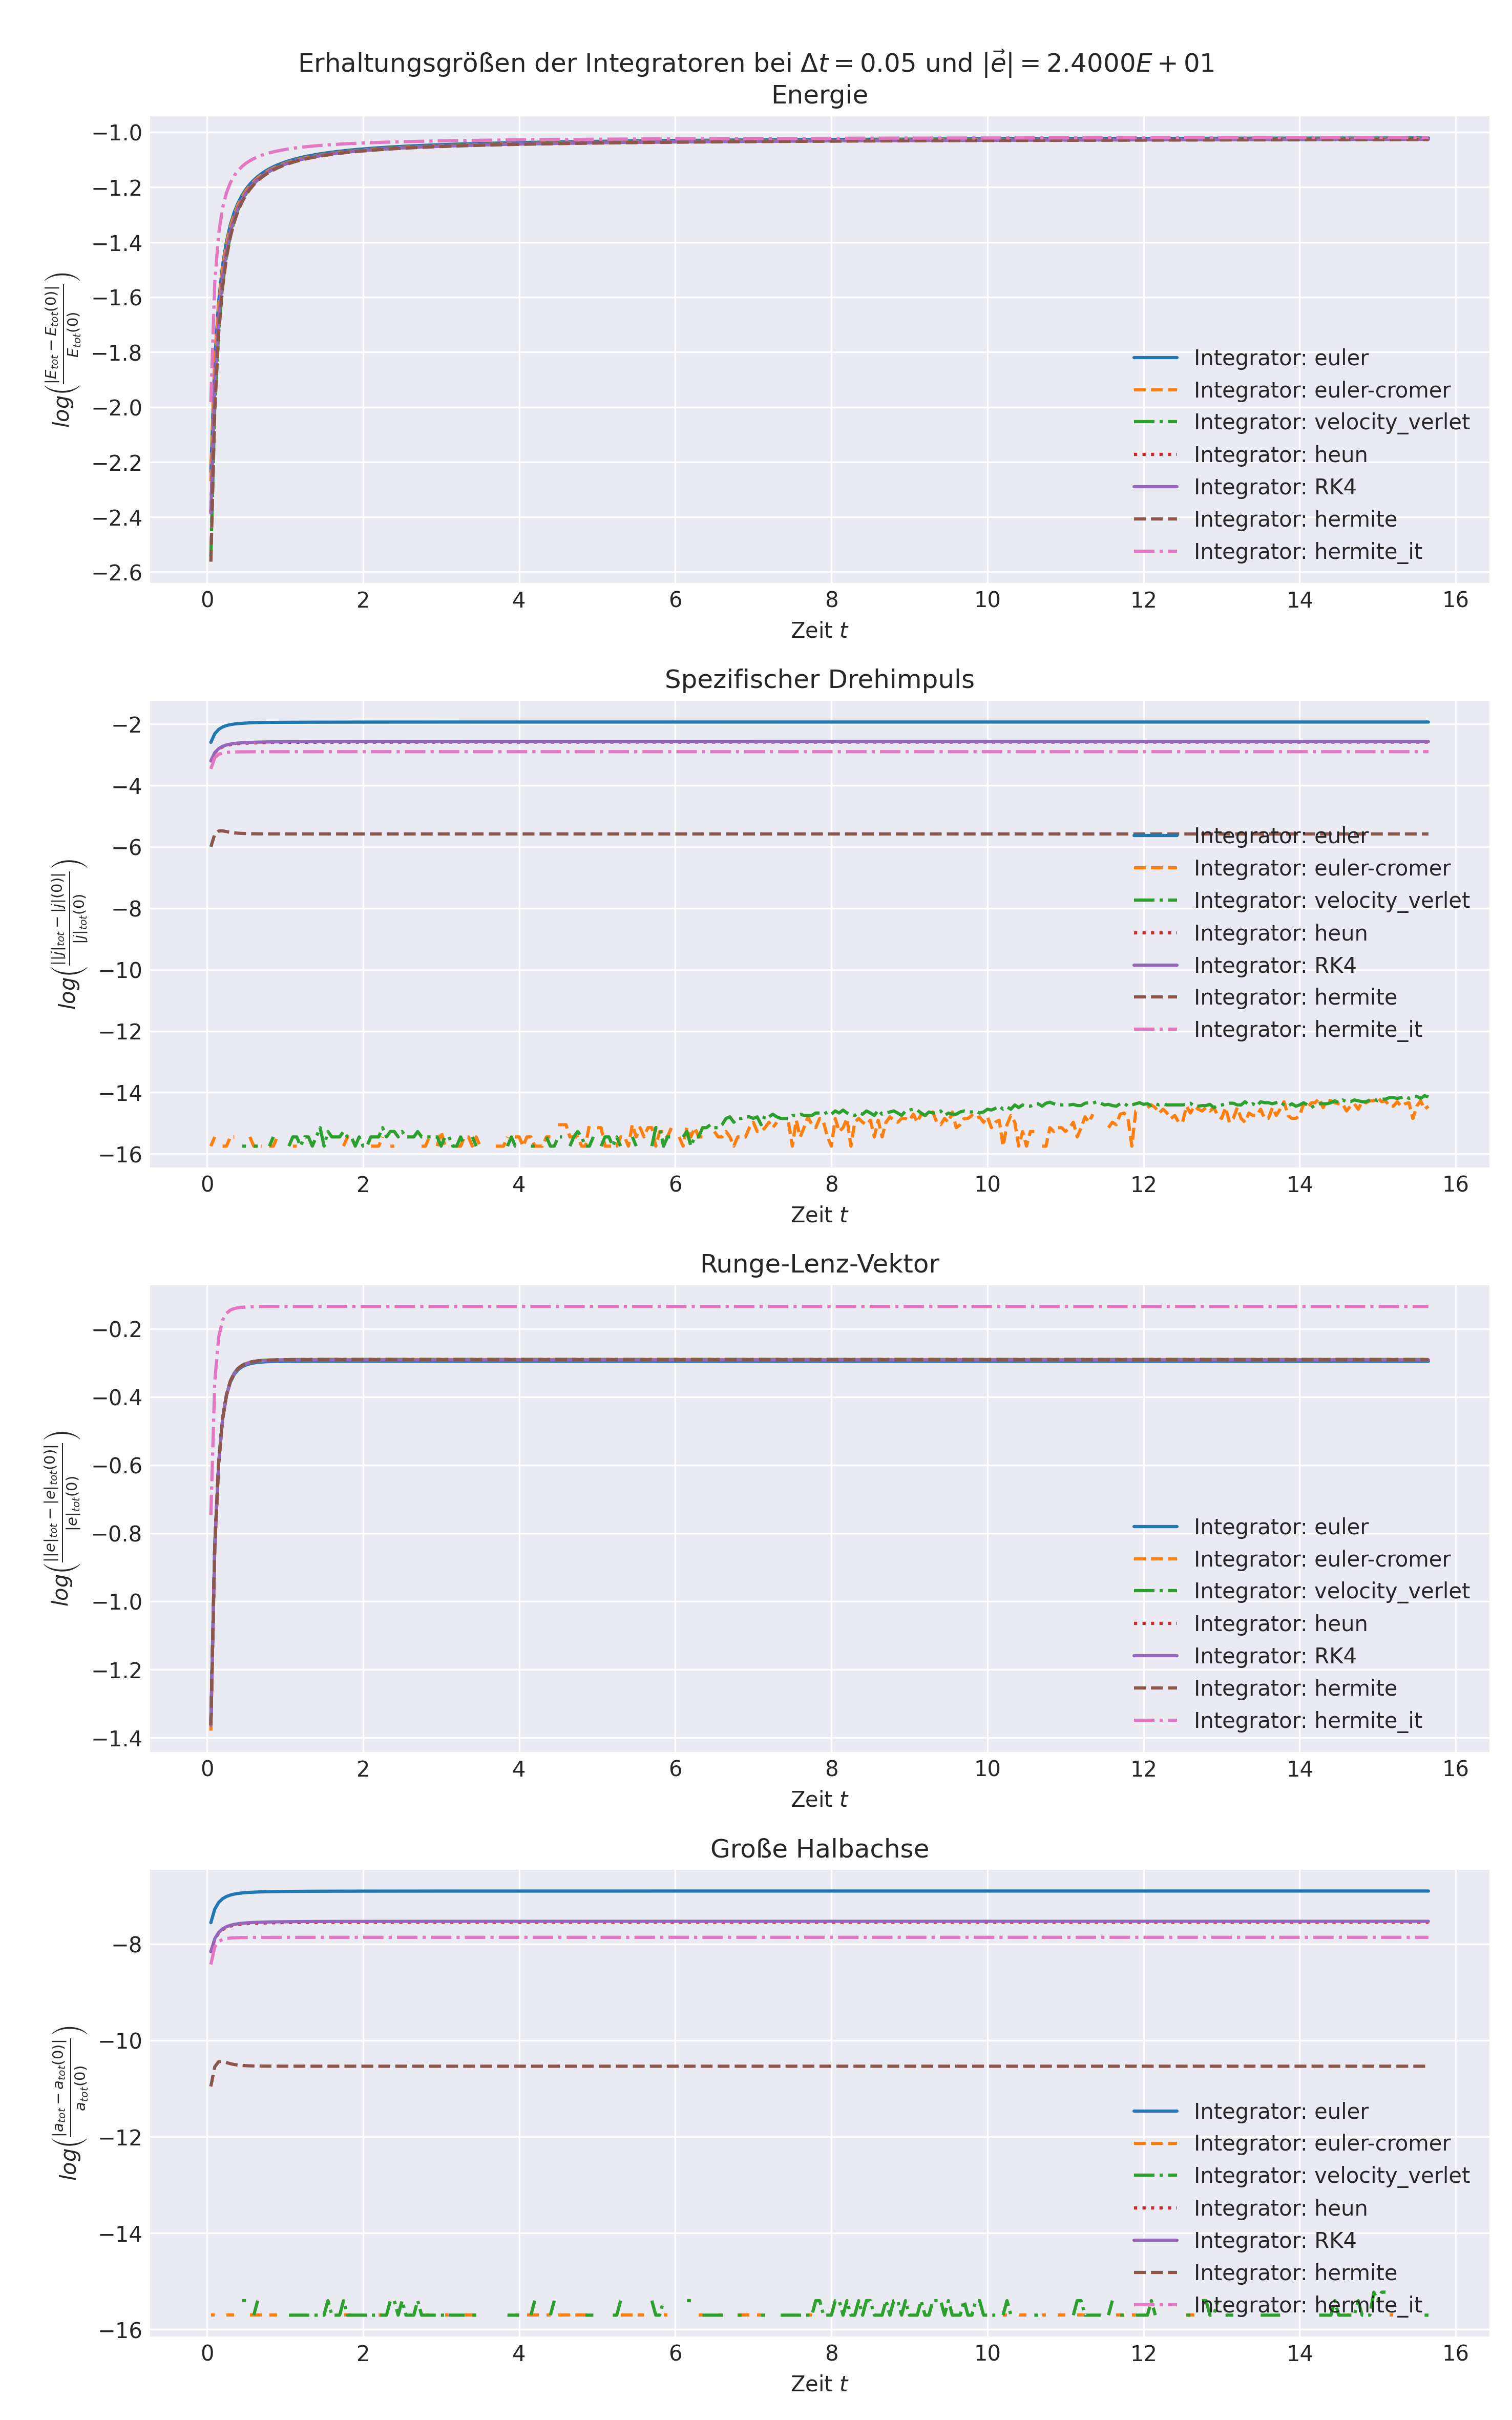 Erhaltungsgrößen der Integratoren bei Δt = 0.05 und |e⃗| = 2.4000E + 01
Energie
−1.0
−1.2
−1.4
−1.6
−1.8
−2.0
−2.2
−2.4
−2.6
log(|E_tot − E_tot(0)| / E_tot(0))
Integrator: euler
Integrator: euler-cromer
Integrator: velocity_verlet
Integrator: heun
Integrator: RK4
Integrator: hermite
Integrator: hermite_it
0 2 4 6 8 10 12 14 16
Zeit t
Spezifischer Drehimpuls
−2
−4
−6
−8
−10
−12
−14
−16
log(||j|_tot − |j|(0)| / |j|_tot(0))
Integrator: euler
Integrator: euler-cromer
Integrator: velocity_verlet
Integrator: heun
Integrator: RK4
Integrator: hermite
Integrator: hermite_it
0 2 4 6 8 10 12 14 16
Zeit t
Runge-Lenz-Vektor
−0.2
−0.4
−0.6
−0.8
−1.0
−1.2
−1.4
log(||e|_tot − |e|_tot(0)| / |e|_tot(0))
Integrator: euler
Integrator: euler-cromer
Integrator: velocity_verlet
Integrator: heun
Integrator: RK4
Integrator: hermite
Integrator: hermite_it
0 2 4 6 8 10 12 14 16
Zeit t
Große Halbachse
−8
−10
−12
−14
−16
log(|a_tot − a_tot(0)| / a_tot(0))
Integrator: euler
Integrator: euler-cromer
Integrator: velocity_verlet
Integrator: heun
Integrator: RK4
Integrator: hermite
Integrator: hermite_it
0 2 4 6 8 10 12 14 16
Zeit t